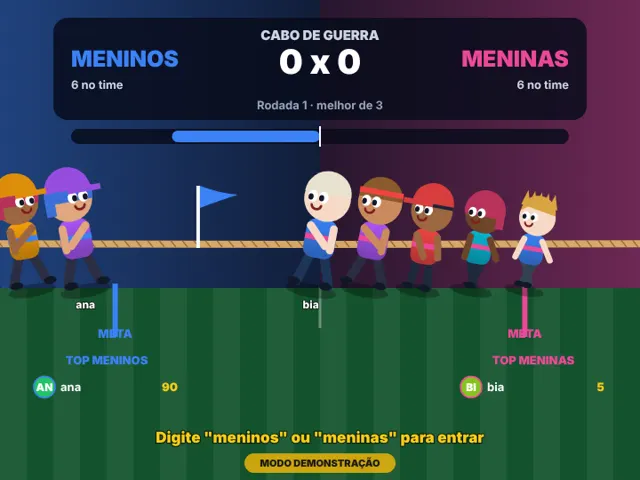 CABO DE GUERRA
MENINOS 0 x 0 MENINAS
6 no time 6 no time
Rodada 1 · melhor de 3
ana bia
META META
TOP MENINOS TOP MENINAS
AN ana 90 BI bia 5
Digite "meninos" ou "meninas" para entrar
MODO DEMONSTRAÇÃO